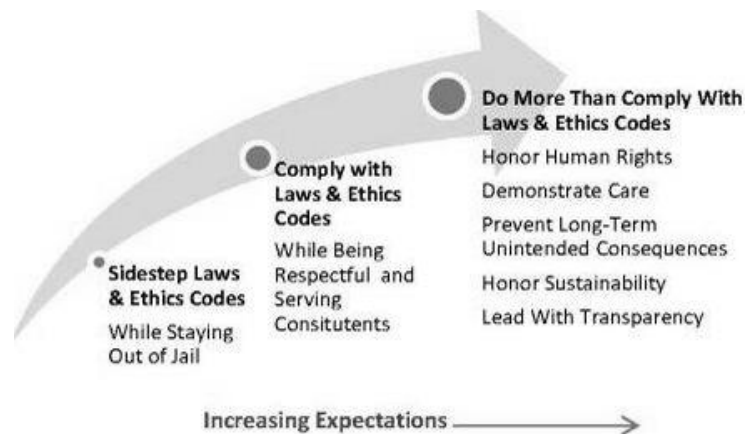 Sidestep Laws
& Ethics Codes
While Staying
Out of Jail
Comply with
Laws & Ethics
Codes
While Being
Respectful and
Serving
Consitutents
Do More Than Comply With
Laws & Ethics Codes
Honor Human Rights
Demonstrate Care
Prevent Long-Term
Unintended Consequences
Honor Sustainability
Lead With Transparency
Increasing Expectations